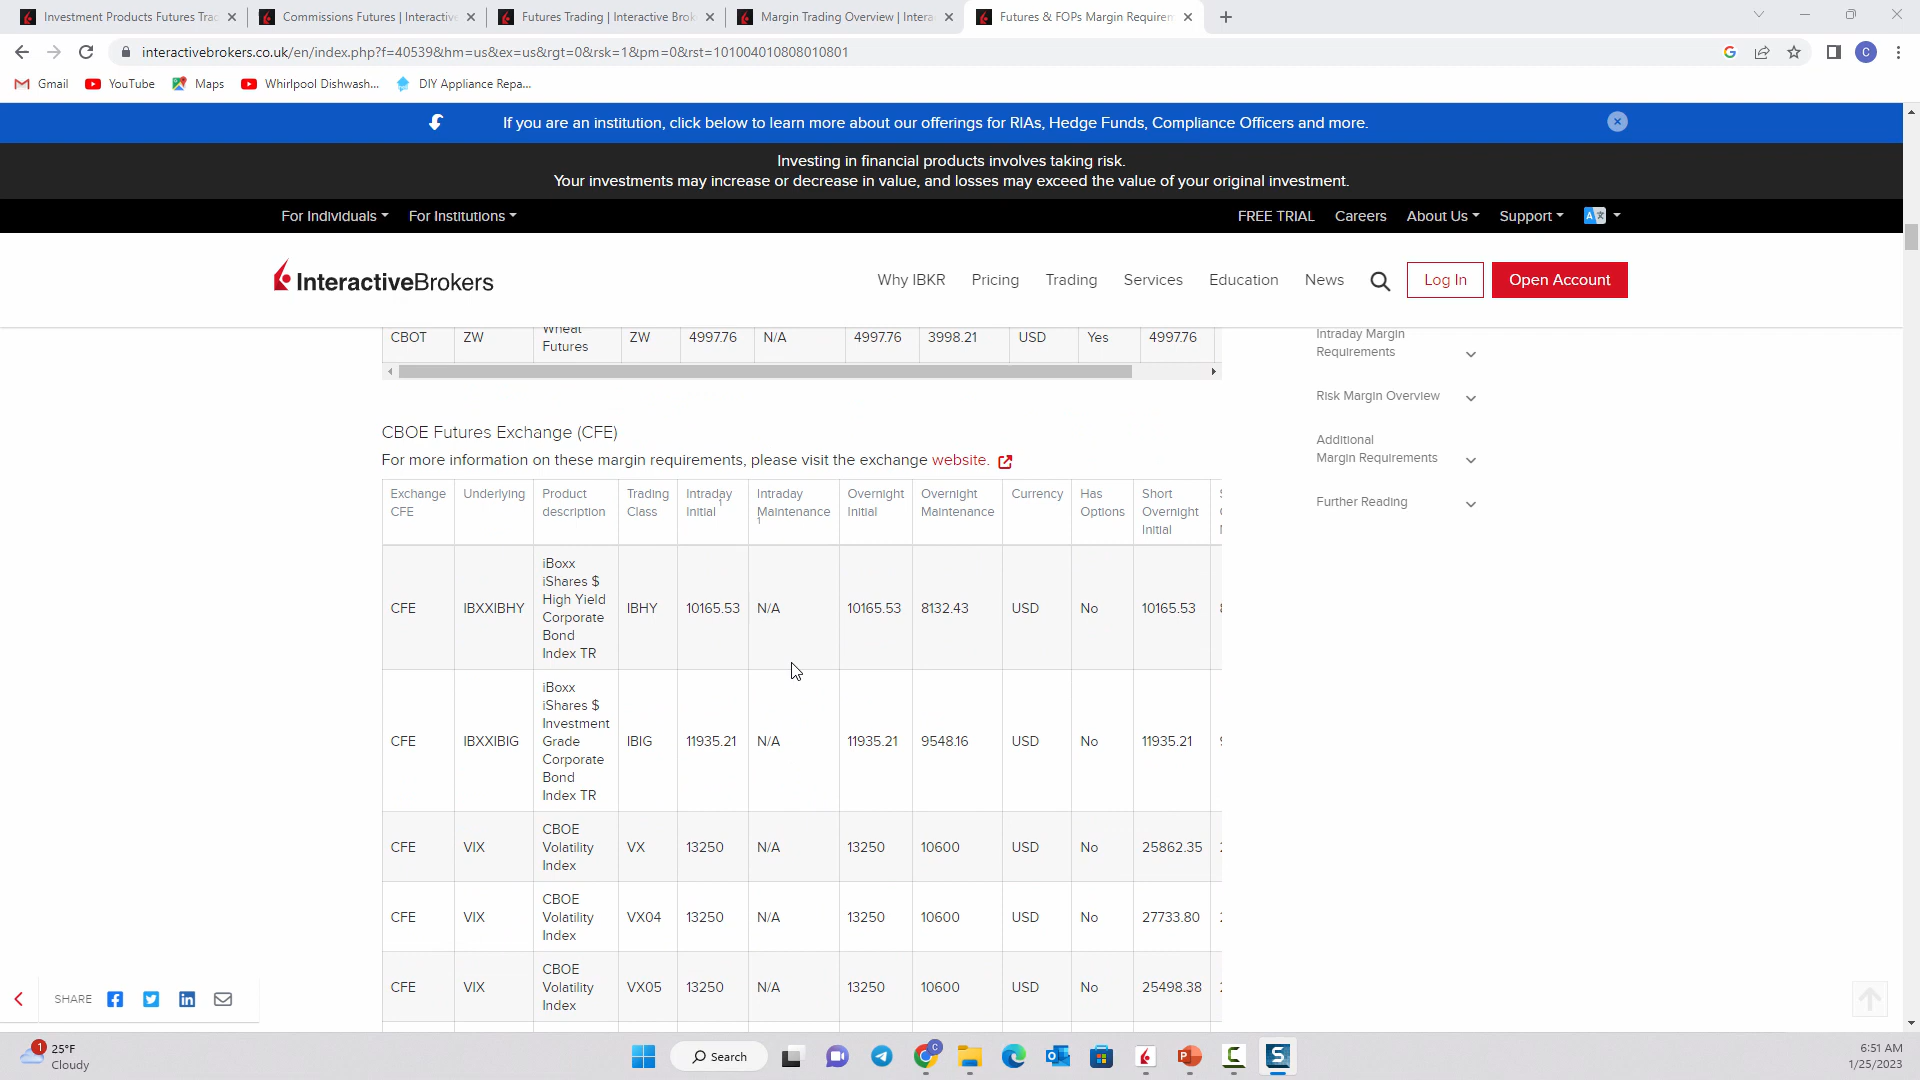 Investment Products Futures Trac
Commissions Futures | Interactive
Futures Trading | Interactive Brok
Margin Trading Overview | Intera
Futures & FOPs Margin Requirem
interactivebrokers.co.uk/en/index.php?f=40539&hm=us&ex=us&rgt=0&rsk=1&pm=0&rst=101004010808010801
C
Gmail
YouTube
Maps
Whirlpool Dishwash...
DIY Appliance Repa...
If you are an institution, click below to learn more about our offerings for RIAs, Hedge Funds, Compliance Officers and more.
Investing in financial products involves taking risk.
Your investments may increase or decrease in value, and losses may exceed the value of your original investment.
For Individuals
For Institutions
FREE TRIAL
Careers
About Us
Support
InteractiveBrokers
Why IBKR
Pricing
Trading
Services
Education
News
Log In
Open Account
CBOT ZW Wheat Futures ZW 4997.76 N/A 4997.76 3998.21 USD Yes 4997.76
Intraday Margin
Requirements
Risk Margin Overview
Additional
Margin Requirements
Further Reading
CBOE Futures Exchange (CFE)
For more information on these margin requirements, please visit the exchange website.
Exchange CFE Underlying Product description Trading Class Intraday Initial 1 Intraday Maintenance 1 Overnight Initial Overnight Maintenance Currency Has Options Short Overnight Initial
CFE IBXXIBHY iBoxx iShares $ High Yield Corporate Bond Index TR IBHY 10165.53 N/A 10165.53 8132.43 USD No 10165.53
CFE IBXXIBIG iBoxx iShares $ Investment Grade Corporate Bond Index TR IBIG 11935.21 N/A 11935.21 9548.16 USD No 11935.21
CFE VIX CBOE Volatility Index VX 13250 N/A 13250 10600 USD No 25862.35
CFE VIX CBOE Volatility Index VX04 13250 N/A 13250 10600 USD No 27733.80
CFE VIX CBOE Volatility Index VX05 13250 N/A 13250 10600 USD No 25498.38
SHARE
1
25°F
Cloudy
Search
6:51 AM
1/25/2023